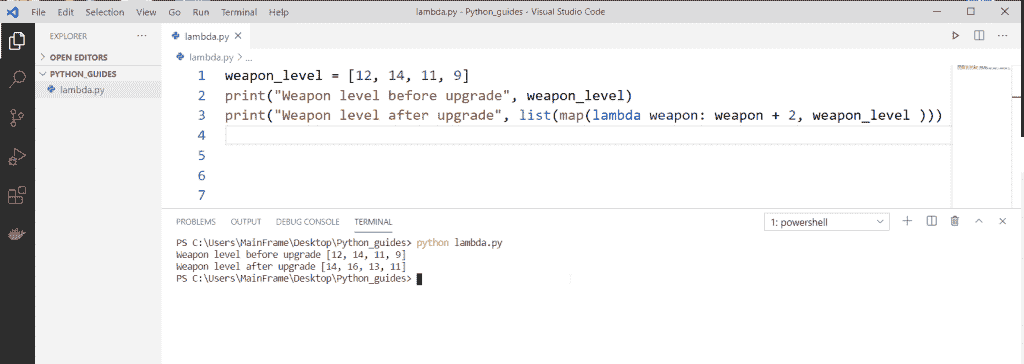 File Edit Selection View Go Run Terminal Help lambda.py - Python_guides - Visual Studio Code
EXPLORER
OPEN EDITORS
PYTHON_GUIDES
lambda.py
lambda.py
lambda.py > ...
1 weapon_level = [12, 14, 11, 9]
2 print("Weapon level before upgrade", weapon_level)
3 print("Weapon level after upgrade", list(map(lambda weapon: weapon + 2, weapon_level )))
4
5
6
7
PROBLEMS OUTPUT DEBUG CONSOLE TERMINAL 1: powershell
PS C:\Users\MainFrame\Desktop\Python_guides> python lambda.py
Weapon level before upgrade [12, 14, 11, 9]
Weapon level after upgrade [14, 16, 13, 11]
PS C:\Users\MainFrame\Desktop\Python_guides>